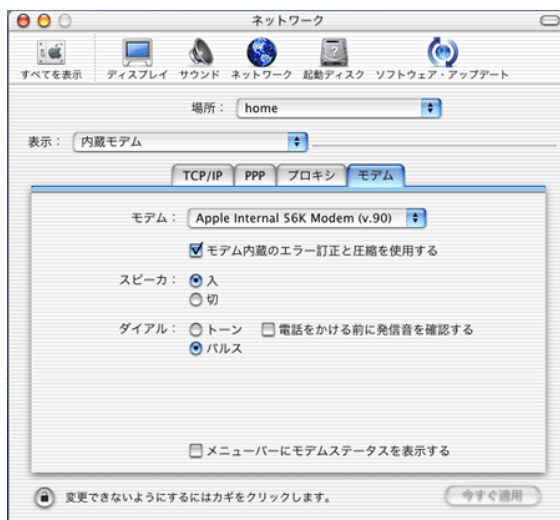 ネットワーク
すべてを表示 ディスプレイ サウンド ネットワーク 起動ディスク ソフトウェア・アップデート
場所： home
表示： 内蔵モデム
TCP/IP PPP プロキシ モデム
モデム： Apple Internal 56K Modem (v.90)
モデム内蔵のエラー訂正と圧縮を使用する
スピーカ： 入
切
ダイアル： トーン 電話をかける前に発信音を確認する
パルス
メニューバーにモデムステータスを表示する
変更できないようにするにはカギをクリックします。 今すぐ適用